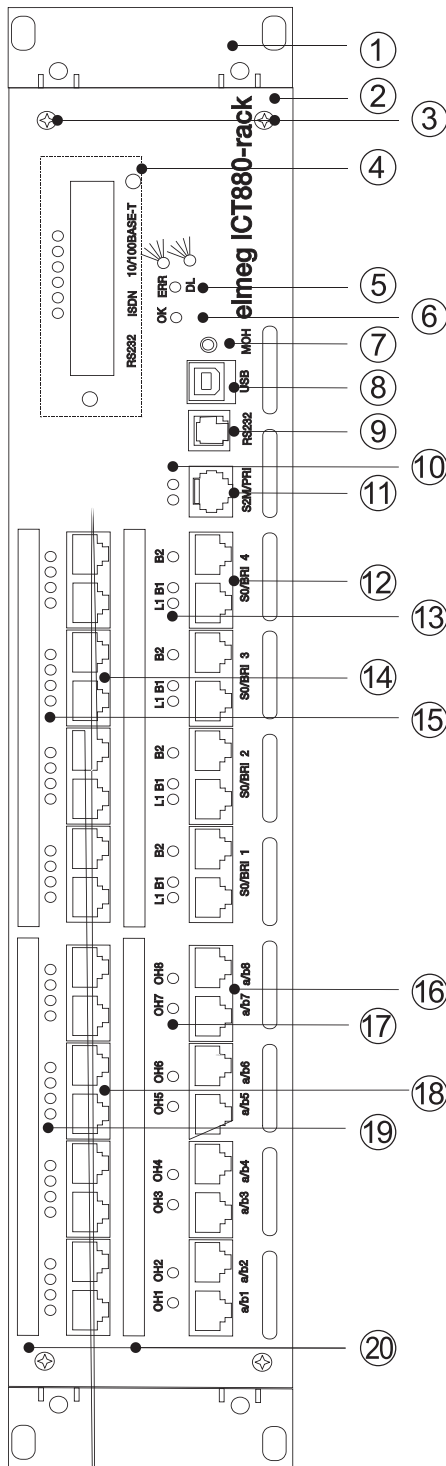 1
2
3
4
elmeg ICT880-rack
RS232 ISDN 10/100BASE-T
OK ERR
DL
5
6
MOH
7
USB
8
RS232
9
10
S2M/PRI
11
B2
L1 B1
S0/BRI 4
12
13
B2
L1 B1
S0/BRI 3
14
15
B2
L1 B1
S0/BRI 2
B2
L1 B1
S0/BRI 1
OH7 OH8
a/b7 a/b8
16
17
OH5 OH6
a/b5 a/b6
18
19
OH3 OH4
a/b3 a/b4
OH1 OH2
a/b1 a/b2
20